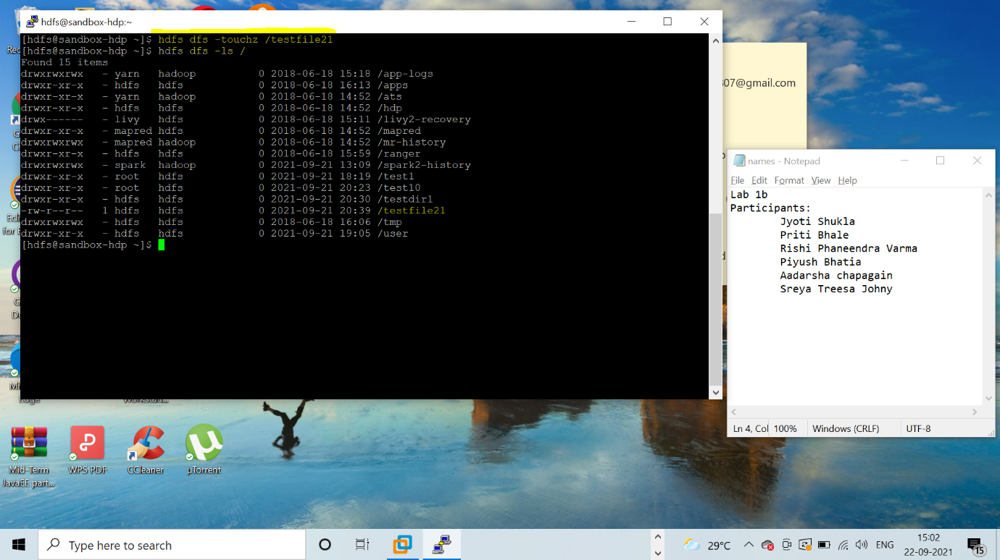 hdfs@sandbox-hdp:~
[hdfs@sandbox-hdp ~]$ hdfs dfs -touchz /testfile21
[hdfs@sandbox-hdp ~]$ hdfs dfs -ls /
Found 15 items
drwxrwxrwx   - yarn   hadoop          0 2018-06-18 15:18 /app-logs
drwxr-xr-x   - hdfs   hdfs            0 2018-06-18 16:13 /apps
drwxr-xr-x   - yarn   hadoop          0 2018-06-18 14:52 /ats
drwxr-xr-x   - hdfs   hdfs            0 2018-06-18 14:52 /hdp
drwx------   - livy   hdfs            0 2018-06-18 15:11 /livy2-recovery
drwxr-xr-x   - mapred hdfs            0 2018-06-18 14:52 /mapred
drwxrwxrwx   - mapred hadoop          0 2018-06-18 14:52 /mr-history
drwxr-xr-x   - hdfs   hdfs            0 2018-06-18 15:59 /ranger
drwxrwxrwx   - spark  hadoop          0 2021-09-21 13:09 /spark2-history
drwxr-xr-x   - root   hdfs            0 2021-09-21 18:19 /test1
drwxr-xr-x   - root   hdfs            0 2021-09-21 20:23 /test10
drwxr-xr-x   - hdfs   hdfs            0 2021-09-21 20:30 /testdir1
-rw-r--r--   1 hdfs   hdfs            0 2021-09-21 20:39 /testfile21
drwxrwxrwx   - hdfs   hdfs            0 2018-06-18 16:06 /tmp
drwxr-xr-x   - hdfs   hdfs            0 2021-09-21 19:05 /user
[hdfs@sandbox-hdp ~]$
07@gmail.com
names - Notepad
File Edit Format View Help
Lab 1b
Participants:
Jyoti Shukla
Priti Bhale
Rishi Phaneendra Varma
Piyush Bhatia
Aadarsha chapagain
Sreya Treesa Johny
Ln 4, Col 100% Windows (CRLF) UTF-8
Mid-Term
JavaEE part...
WPS PDF
CCleaner
µTorrent
Type here to search
29°C
ENG
15:02
22-09-2021
15